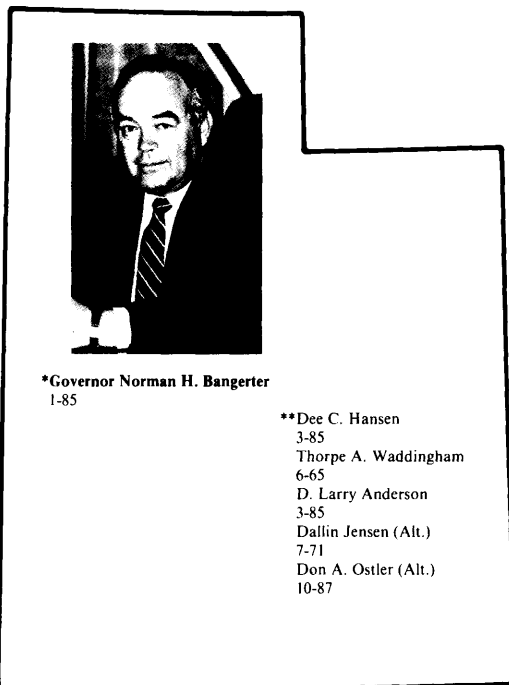 *Governor Norman H. Bangerter
1-85
**Dee C. Hansen
3-85
Thorpe A. Waddingham
6-65
D. Larry Anderson
3-85
Dallin Jensen (Alt.)
7-71
Don A. Ostler (Alt.)
10-87